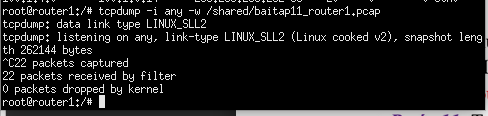 root@router1:/# tcpdump -i any -w /shared/baitap11_router1.pcap
tcpdump: data link type LINUX_SLL2
tcpdump: listening on any, link-type LINUX_SLL2 (Linux cooked v2), snapshot leng
th 262144 bytes
^C22 packets captured
22 packets received by filter
0 packets dropped by kernel
root@router1:/#